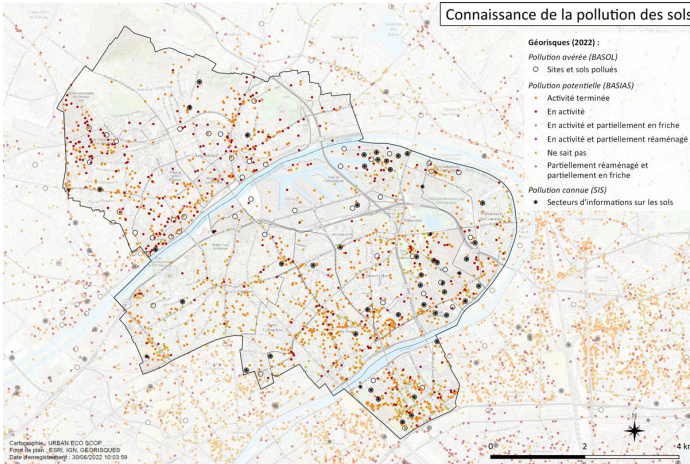 Connaissance de la pollution des sols
Géorisques (2022) :
Pollution avérée (BASOL)
Sites et sols pollués
Pollution potentielle (BASIAS)
Activité terminée
En activité
En activité et partiellement en friche
En activité et partiellement réaménagé
Ne sait pas
Partiellement réaménagé et
partiellement en friche
Pollution connue (SIS)
Secteurs d'informations sur les sols
N
0 2 4 km
Cartographie : URBAN ECO SCOP
Fond de plan : ESRI, IGN, GEORISQUES
Date d'enregistrement : 30/06/2022 10:03:59